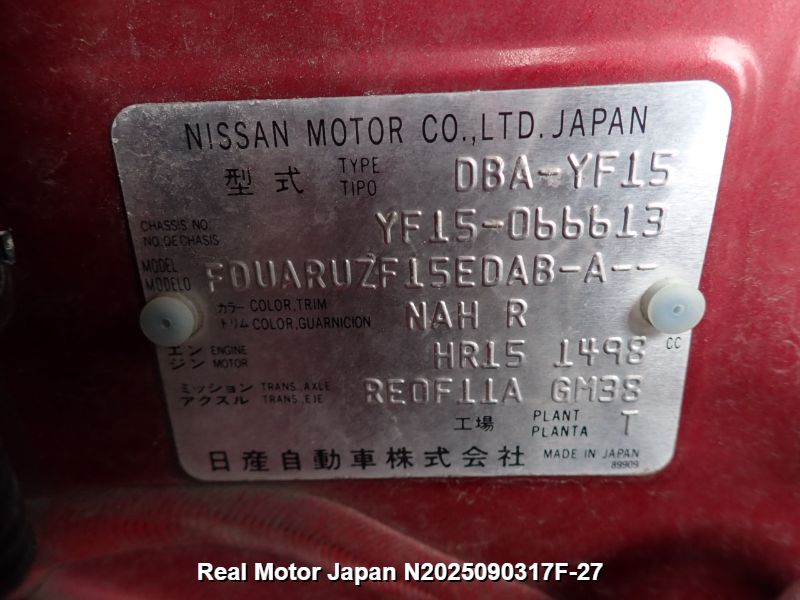 NISSAN MOTOR CO.,LTD. JAPAN
型式 TYPE TIPO DBA-YF15
CHASSIS NO. NO.DE CHASIS YF15-066613
MODEL MODELO FDUARUZF15EDAB-A--
カラー COLOR,TRIM
トリム COLOR,GUARNICION NAH R
エンジン ENGINE MOTOR HR15 1498 CC
ミッション TRANS.,AXLE
アクスル TRANS.,EJE RE0F11A GM38
工場 PLANT PLANTA T
日産自動車株式会社 MADE IN JAPAN
89909
Real Motor Japan N2025090317F-27